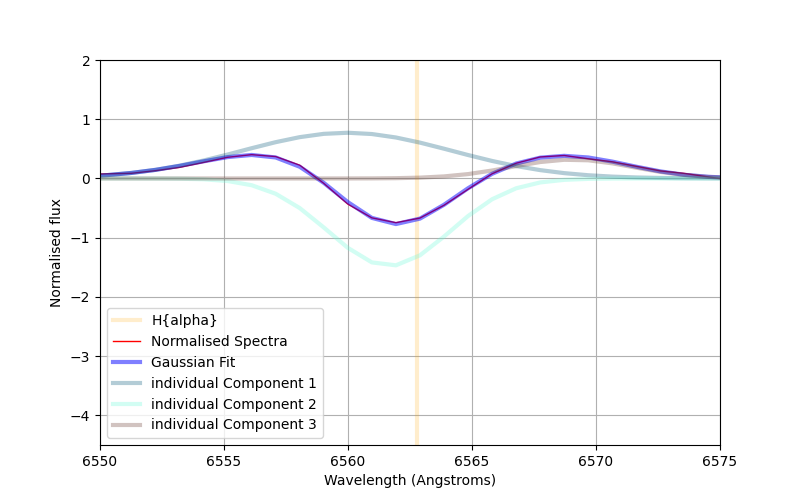 2
1
0
−1
−2
−3
−4
Normalised flux
H{alpha}
Normalised Spectra
Gaussian Fit
individual Component 1
individual Component 2
individual Component 3
6550 6555 6560 6565 6570 6575
Wavelength (Angstroms)